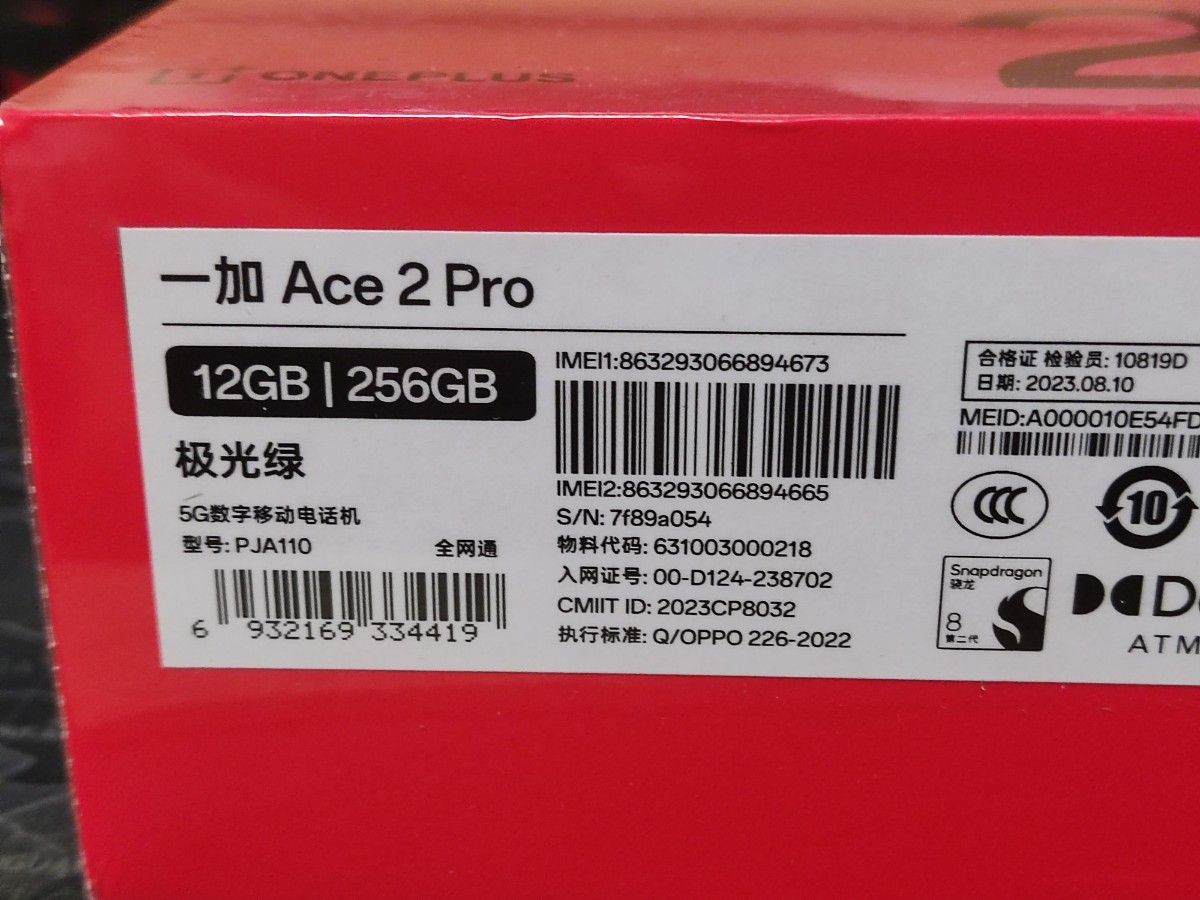 ONEPLUS
2
一加 Ace 2 Pro
12GB | 256GB
极光绿
5G数字移动电话机
型号: PJA110 全网通
6 932169 334419
IMEI1:863293066894673
IMEI2:863293066894665
S/N: 7f89a054
物料代码: 631003000218
入网证号: 00-D124-238702
CMIIT ID: 2023CP8032
执行标准: Q/OPPO 226-2022
合格证 检验员: 10819D
日期: 2023.08.10
MEID:A000010E54FD
CCC
10
Snapdragon
骁龙
8
第二代
ATM